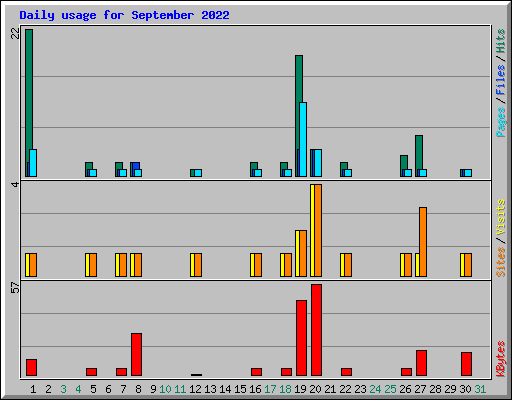 Daily usage for September 2022
22
Pages/Files/Hits
4
Sites/Visits
57
KBytes
1 2 3 4 5 6 7 8 9 10 11 12 13 14 15 16 17 18 19 20 21 22 23 24 25 26 27 28 29 30 31